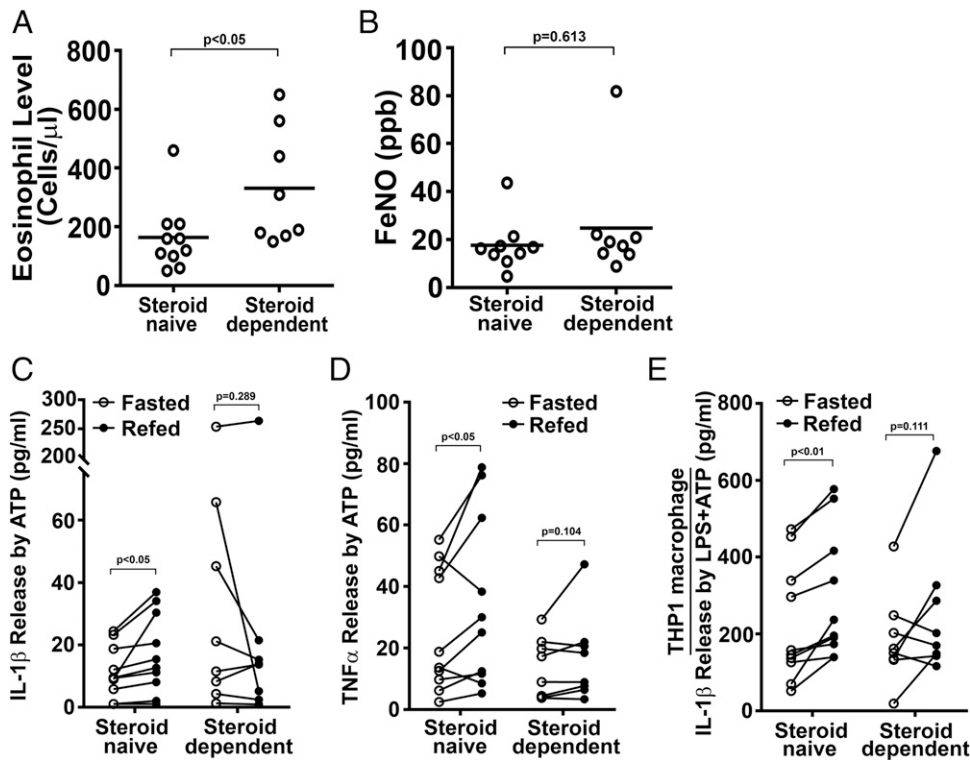 A
p<0.05
Eosinophil Level
(Cells/μl)
800
600
400
200
0
Steroid
naive
Steroid
dependent
B
p=0.613
FeNO (ppb)
100
80
60
40
20
0
Steroid
naive
Steroid
dependent
C
Fasted
Refed
IL-1β Release by ATP (pg/ml)
300
250
200
60
40
20
0
p<0.05
p=0.289
Steroid
naive
Steroid
dependent
D
Fasted
Refed
TNFα Release by ATP (pg/ml)
100
80
60
40
20
0
p<0.05
p=0.104
Steroid
naive
Steroid
dependent
E
Fasted
Refed
THP1 macrophage
IL-1β Release by LPS+ATP (pg/ml)
800
600
400
200
0
p<0.01
p=0.111
Steroid
naive
Steroid
dependent